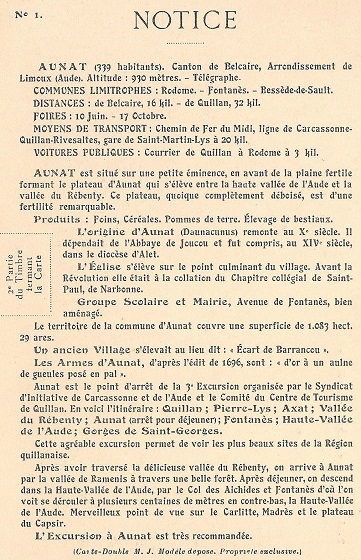 No 1.
NOTICE
AUNAT (339 habitants). Canton de Belcaire, Arrondissement de
Limoux (Aude). Altitude : 930 mètres. - Télégraphe.
COMMUNES LIMITROPHES : Rodome. - Fontanès. - Bessède-de-Sault.
DISTANCES : de Belcaire, 16 kil. - de Quillan, 32 kil.
FOIRES : 10 Juin. - 17 Octobre.
MOYENS DE TRANSPORT : Chemin de Fer du Midi, ligne de Carcassonne-
Quillan-Rivesaltes, gare de Saint-Martin-Lys à 20 kil.
VOITURES PUBLIQUES : Courrier de Quillan à Rodome à 3 kil.
AUNAT est situé sur une petite éminence, en avant de la plaine fertile
formant le plateau d'Aunat qui s'élève entre la haute vallée de l'Aude et la
vallée du Rébenty. Ce plateau, quoique complètement déboisé, est d'une
fertilité remarquable.
Produits : Foins, Céréales. Pommes de terre. Élevage de bestiaux.
L'origine d'Aunat (Daunacunus) remonte au Xe siècle. Il
dépendait de l'Abbaye de Joucou et fut compris, au XIVe siècle,
dans le diocèse d'Alet.
L'Église s'élève sur le point culminant du village. Avant la
Révolution elle était à la collation du Chapitre collégial de Saint-
Paul, de Narbonne.
Groupe Scolaire et Mairie, Avenue de Fontanès, bien
aménagé.
2e Partie
du Timbre
fermant
la Carte
Le territoire de la commune d'Aunat couvre une superficie de 1.083 hect.
29 ares.
Un ancien Village s'élevait au lieu dit : « Écart de Barrancou ».
Les Armes d'Aunat, d'après l'édit de 1696, sont : « d'or à un aulne
de gueules posé en pal ».
Aunat est le point d'arrêt de la 3e Excursion organisée par le Syndicat
d'Initiative de Carcassonne et de l'Aude et le Comité du Centre de Tourisme
de Quillan. En voici l'itinéraire : Quillan ; Pierre-Lys ; Axat ; Vallée
du Rébenty ; Aunat (arrêt pour déjeuner) ; Fontanès ; Haute-Vallée
de l'Aude ; Gorges de Saint-Georges.
Cette agréable excursion permet de voir les plus beaux sites de la Région
quillanaise.
Après avoir traversé la délicieuse vallée du Rébenty, on arrive à Aunat
par la vallée de Ramenis à travers une belle forêt. Après déjeuner, on descend
dans la Haute-Vallée de l'Aude, par le Col des Aichides et Fontanès d'où l'on
voit se dérouler à plusieurs centaines de mètres en contre-bas, la Haute-Vallée
de l'Aude. Merveilleux point de vue sur le Carlitte, Madrès et le plateau
du Capsir.
L'Excursion à Aunat est très recommandée.
(Carte-Double M. J. Modèle déposé. Propriété exclusive.)